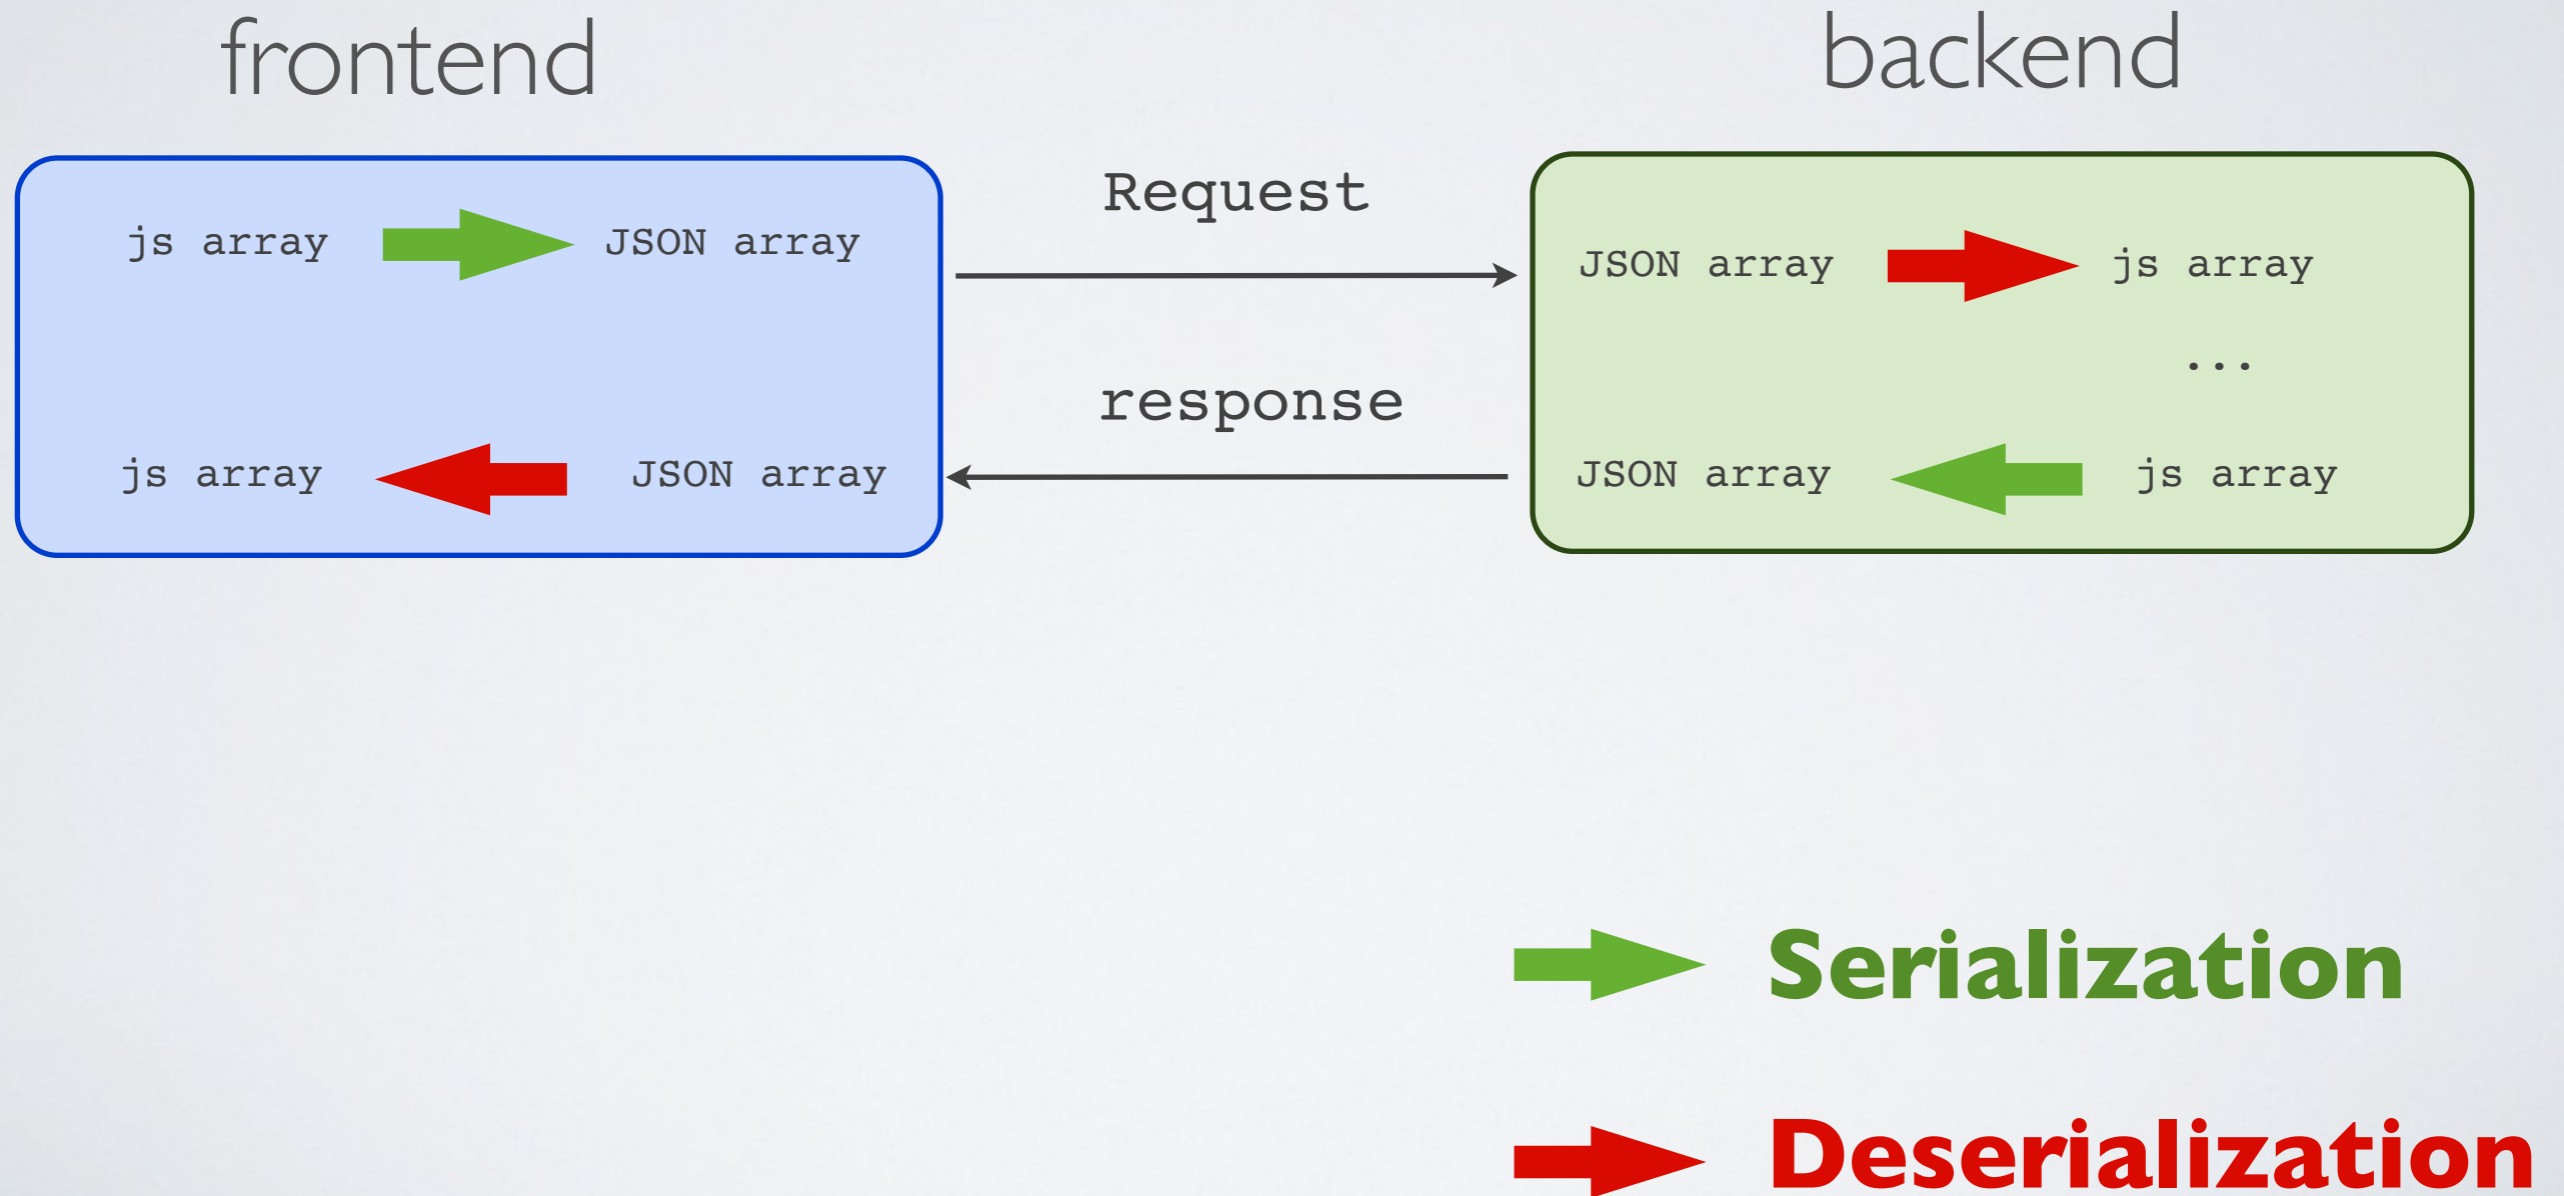 frontend
backend
js array
JSON array
Request
JSON array
js array
...
response
js array
JSON array
JSON array
js array
Serialization
Deserialization